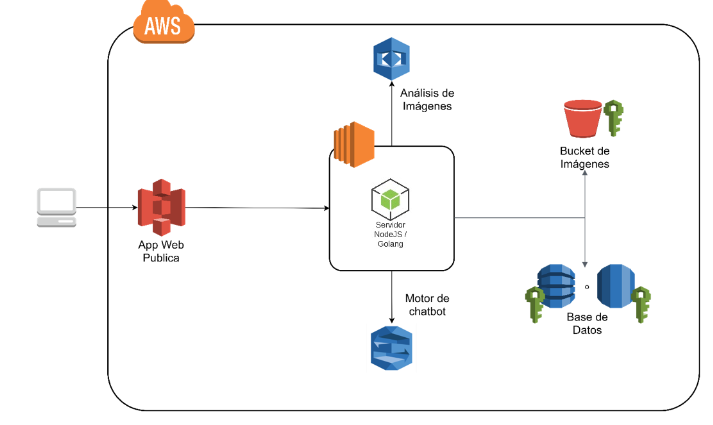 AWS
Análisis de
Imágenes
Bucket de
Imágenes
Servidor
NodeJS /
Golang
App Web
Publica
Motor de
chatbot
o
Base de
Datos